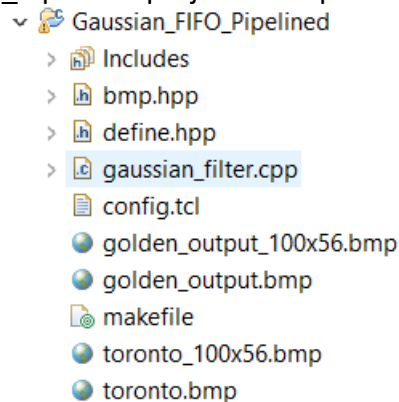 Gaussian_FIFO_Pipelined
Includes
bmp.hpp
define.hpp
gaussian_filter.cpp
config.tcl
golden_output_100x56.bmp
golden_output.bmp
makefile
toronto_100x56.bmp
toronto.bmp